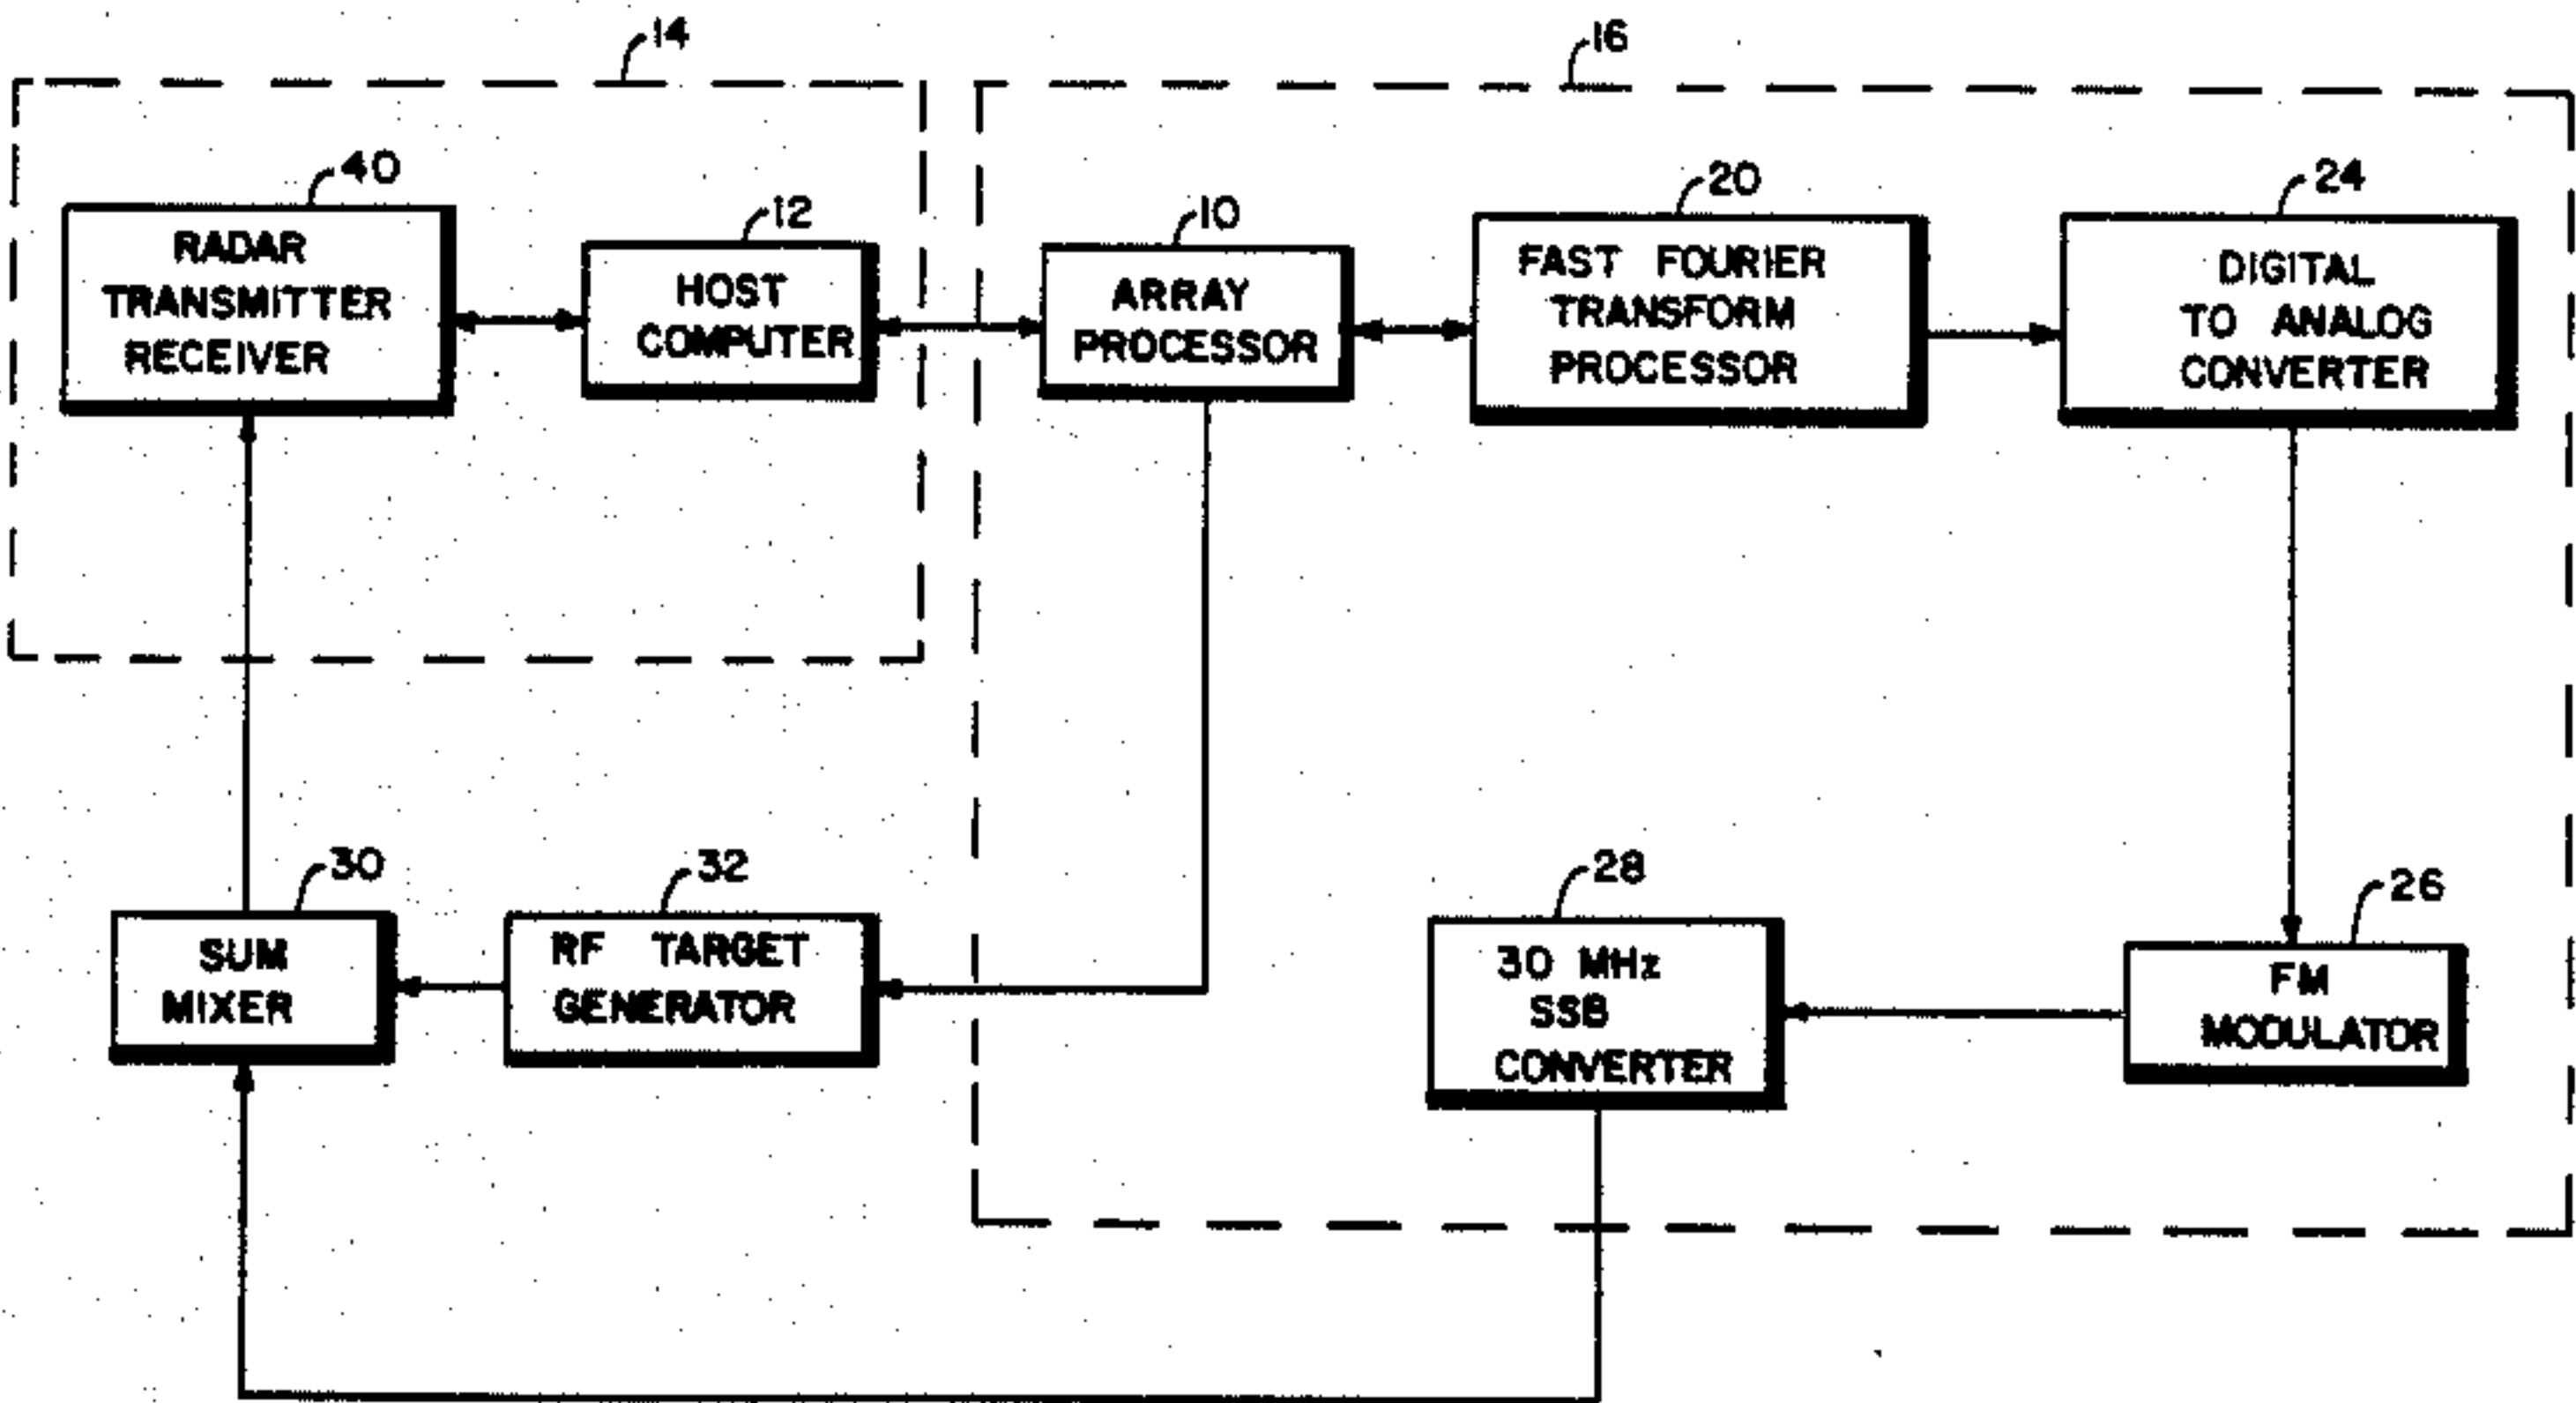 14
16
40
RADAR
TRANSMITTER
RECEIVER
12
HOST
COMPUTER
10
ARRAY
PROCESSOR
20
FAST FOURIER
TRANSFORM
PROCESSOR
24
DIGITAL
TO ANALOG
CONVERTER
30
SUM
MIXER
32
RF TARGET
GENERATOR
28
30 MHz
SSB
CONVERTER
26
FM
MODULATOR